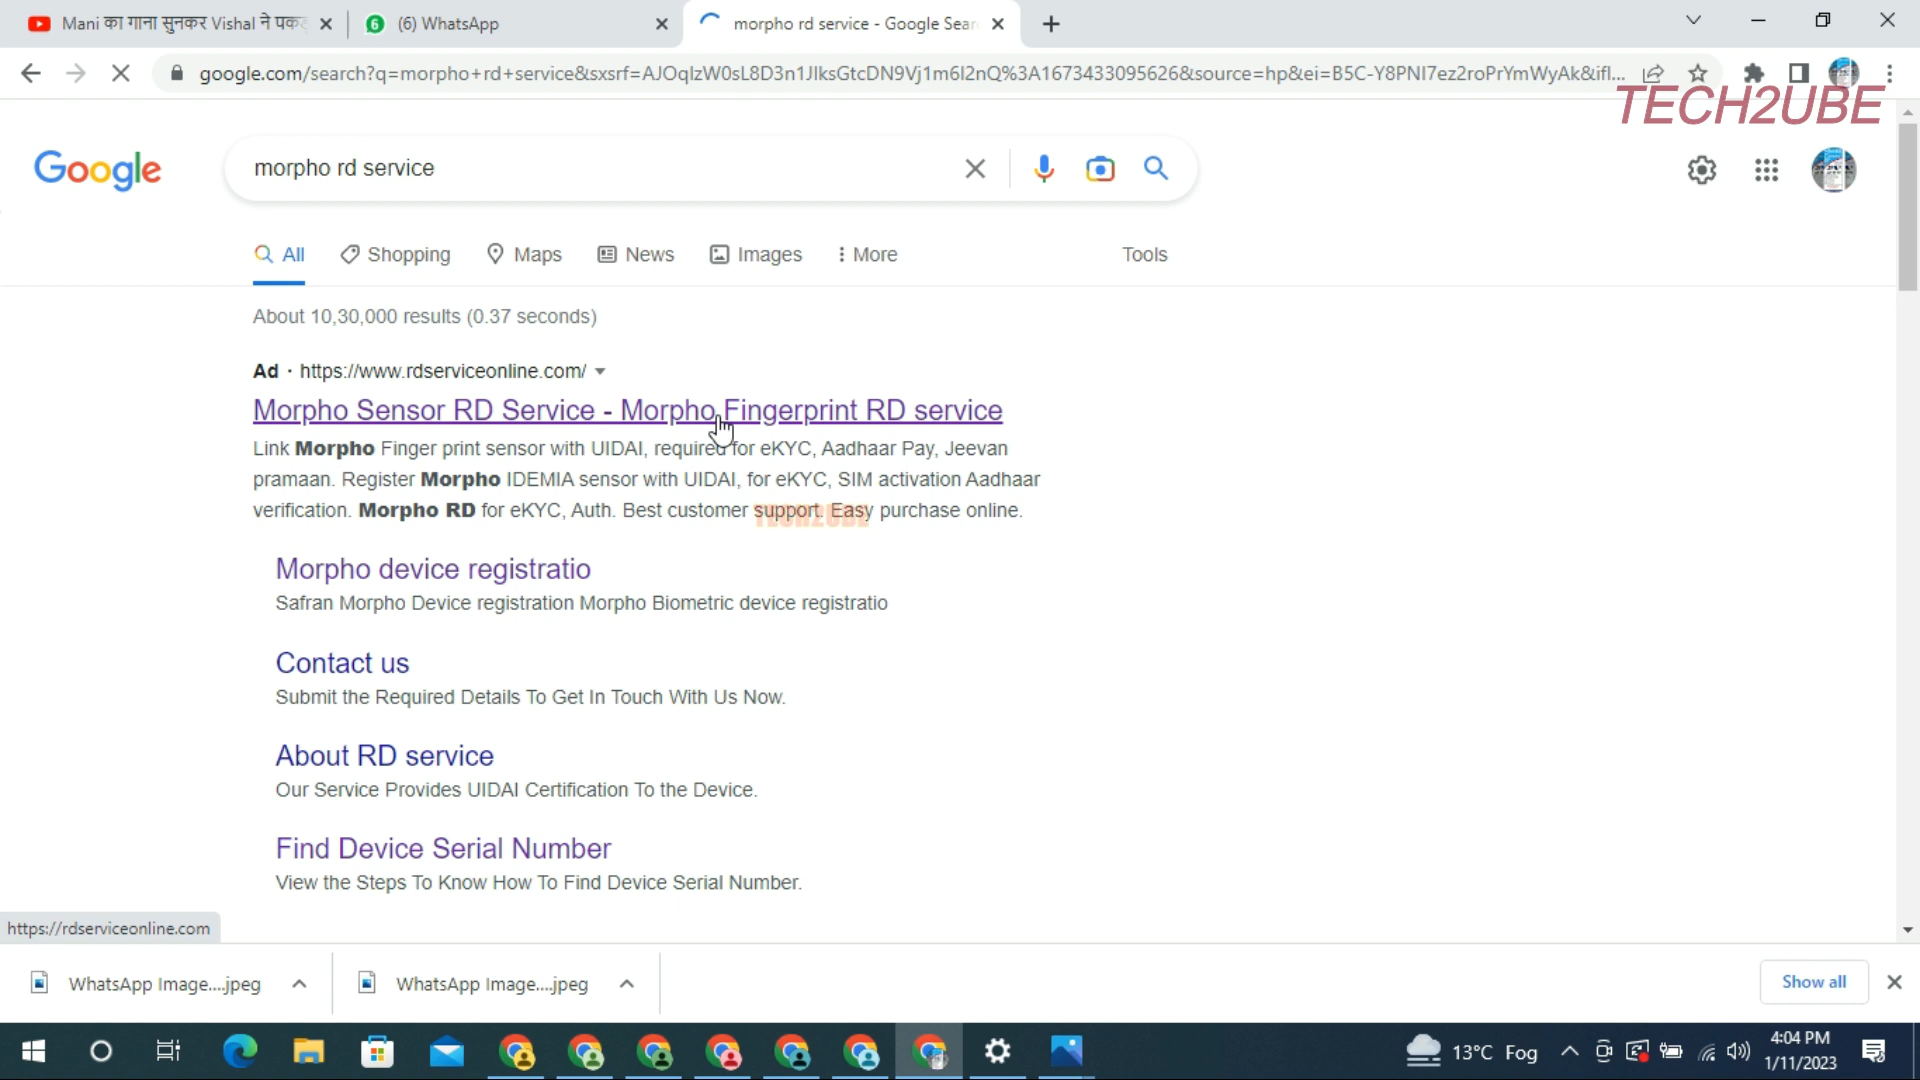 Mani का गाना सुनकर Vishal ने पकड़
(6) WhatsApp
morpho rd service - Google Sear
google.com/search?q=morpho+rd+service&sxsrf=AJOqlzW0sL8D3n1JlksGtcDN9Vj1m6l2nQ%3A1673433095626&source=hp&ei=B5C-Y8PNI7ez2roPrYmWyAk&ifl...
TECH2UBE
Google
morpho rd service
All Shopping Maps News Images More Tools
About 10,30,000 results (0.37 seconds)
Ad · https://www.rdserviceonline.com/
Morpho Sensor RD Service - Morpho Fingerprint RD service
Link Morpho Finger print sensor with UIDAI, required for eKYC, Aadhaar Pay, Jeevan
pramaan. Register Morpho IDEMIA sensor with UIDAI, for eKYC, SIM activation Aadhaar
verification. Morpho RD for eKYC, Auth. Best customer support. Easy purchase online.
TECH2UBE
Morpho device registratio
Safran Morpho Device registration Morpho Biometric device registratio
Contact us
Submit the Required Details To Get In Touch With Us Now.
About RD service
Our Service Provides UIDAI Certification To the Device.
Find Device Serial Number
View the Steps To Know How To Find Device Serial Number.
https://rdserviceonline.com
WhatsApp Image....jpeg
WhatsApp Image....jpeg
Show all
13°C Fog
4:04 PM
1/11/2023